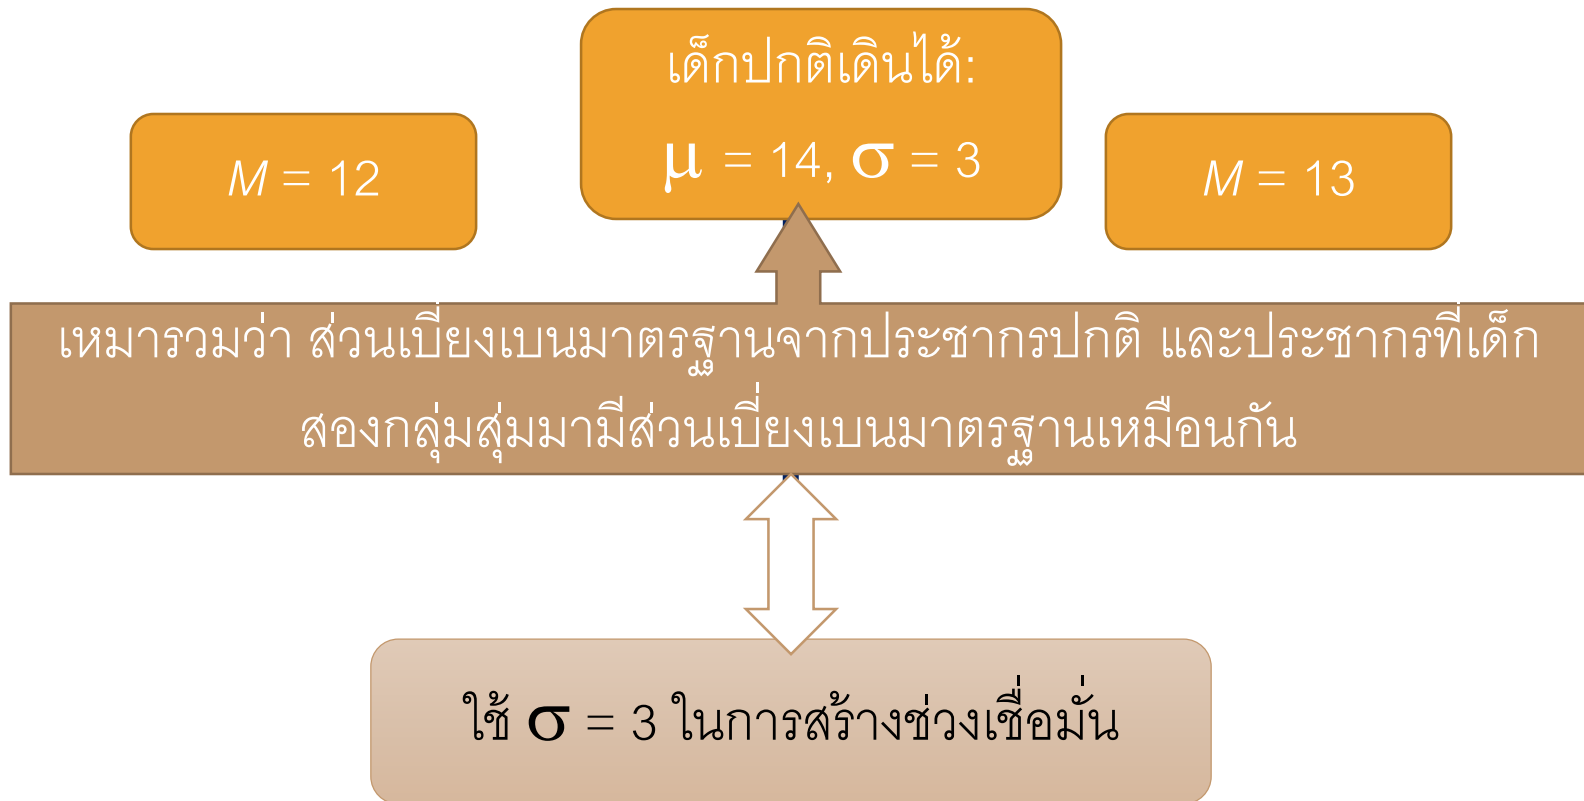 เด็กปกติเดินได้:
μ = 14, σ = 3
M = 12
M = 13
เหมารวมว่า ส่วนเบี่ยงเบนมาตรฐานจากประชากรปกติ และประชากรที่เด็ก
สองกลุ่มสุ่มมามีส่วนเบี่ยงเบนมาตรฐานเหมือนกัน
ใช้ σ = 3 ในการสร้างช่วงเชื่อมั่น